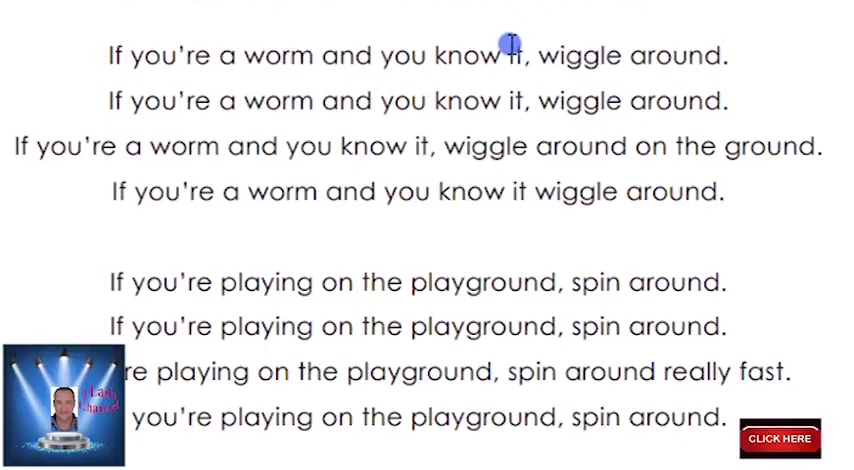 If you're a worm and you know it, wiggle around.
If you're a worm and you know it, wiggle around.
If you're a worm and you know it, wiggle around on the ground.
If you're a worm and you know it wiggle around.
If you're playing on the playground, spin around.
If you're playing on the playground, spin around.
re playing on the playground, spin around really fast.
you're playing on the playground, spin around.
Channel
CLICK HERE